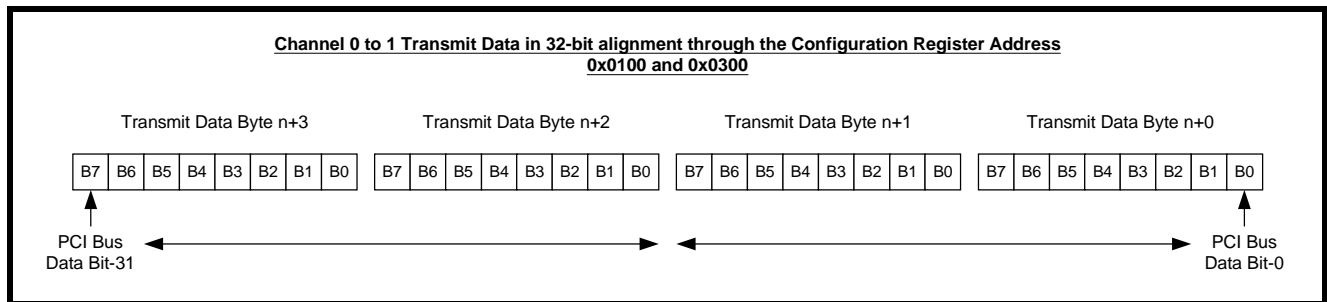 Channel 0 to 1 Transmit Data in 32-bit alignment through the Configuration Register Address
0x0100 and 0x0300
Transmit Data Byte n+3 Transmit Data Byte n+2 Transmit Data Byte n+1 Transmit Data Byte n+0
B7 B6 B5 B4 B3 B2 B1 B0 B7 B6 B5 B4 B3 B2 B1 B0 B7 B6 B5 B4 B3 B2 B1 B0 B7 B6 B5 B4 B3 B2 B1 B0
PCI Bus PCI Bus
Data Bit-31 Data Bit-0